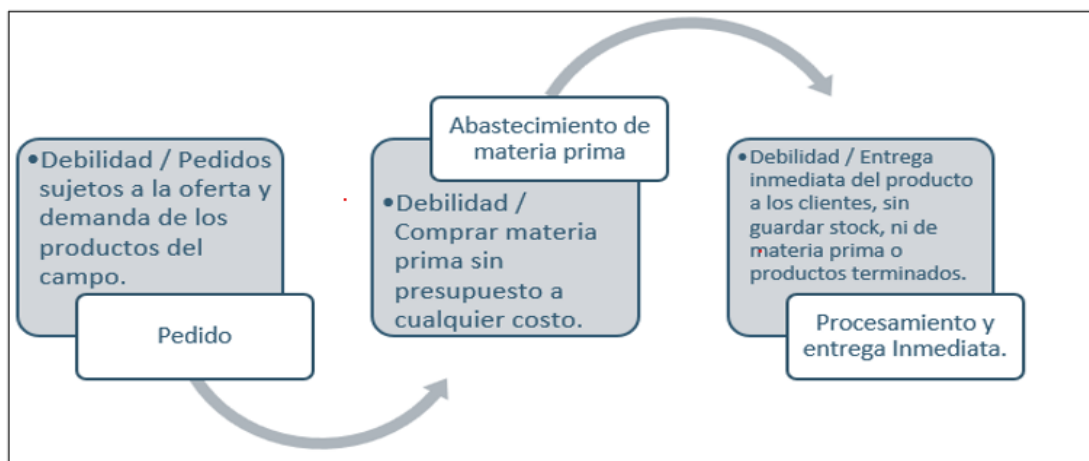 •Debilidad / Pedidos
sujetos a la oferta y
demanda de los
productos del
campo.
Pedido
Abastecimiento de
materia prima
•Debilidad /
Comprar materia
prima sin
presupuesto a
cualquier costo.
•Debilidad / Entrega
inmediata del producto
a los clientes, sin
guardar stock, ni de
materia prima o
productos terminados.
Procesamiento y
entrega Inmediata.